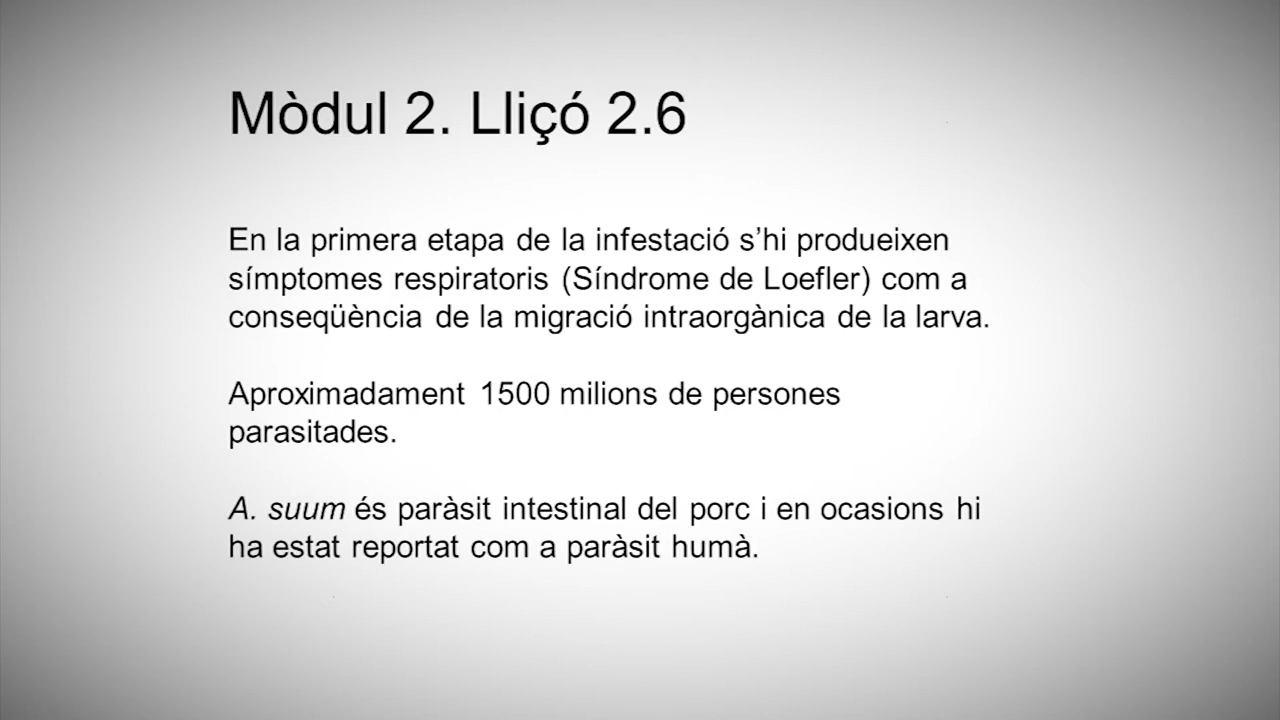 Mòdul 2. Lliçó 2.6
En la primera etapa de la infestació s’hi produeixen
símptomes respiratoris (Síndrome de Loefler) com a
conseqüència de la migració intraorgànica de la larva.
Aproximadament 1500 milions de persones
parasitades.
A. suum és paràsit intestinal del porc i en ocasions hi
ha estat reportat com a paràsit humà.